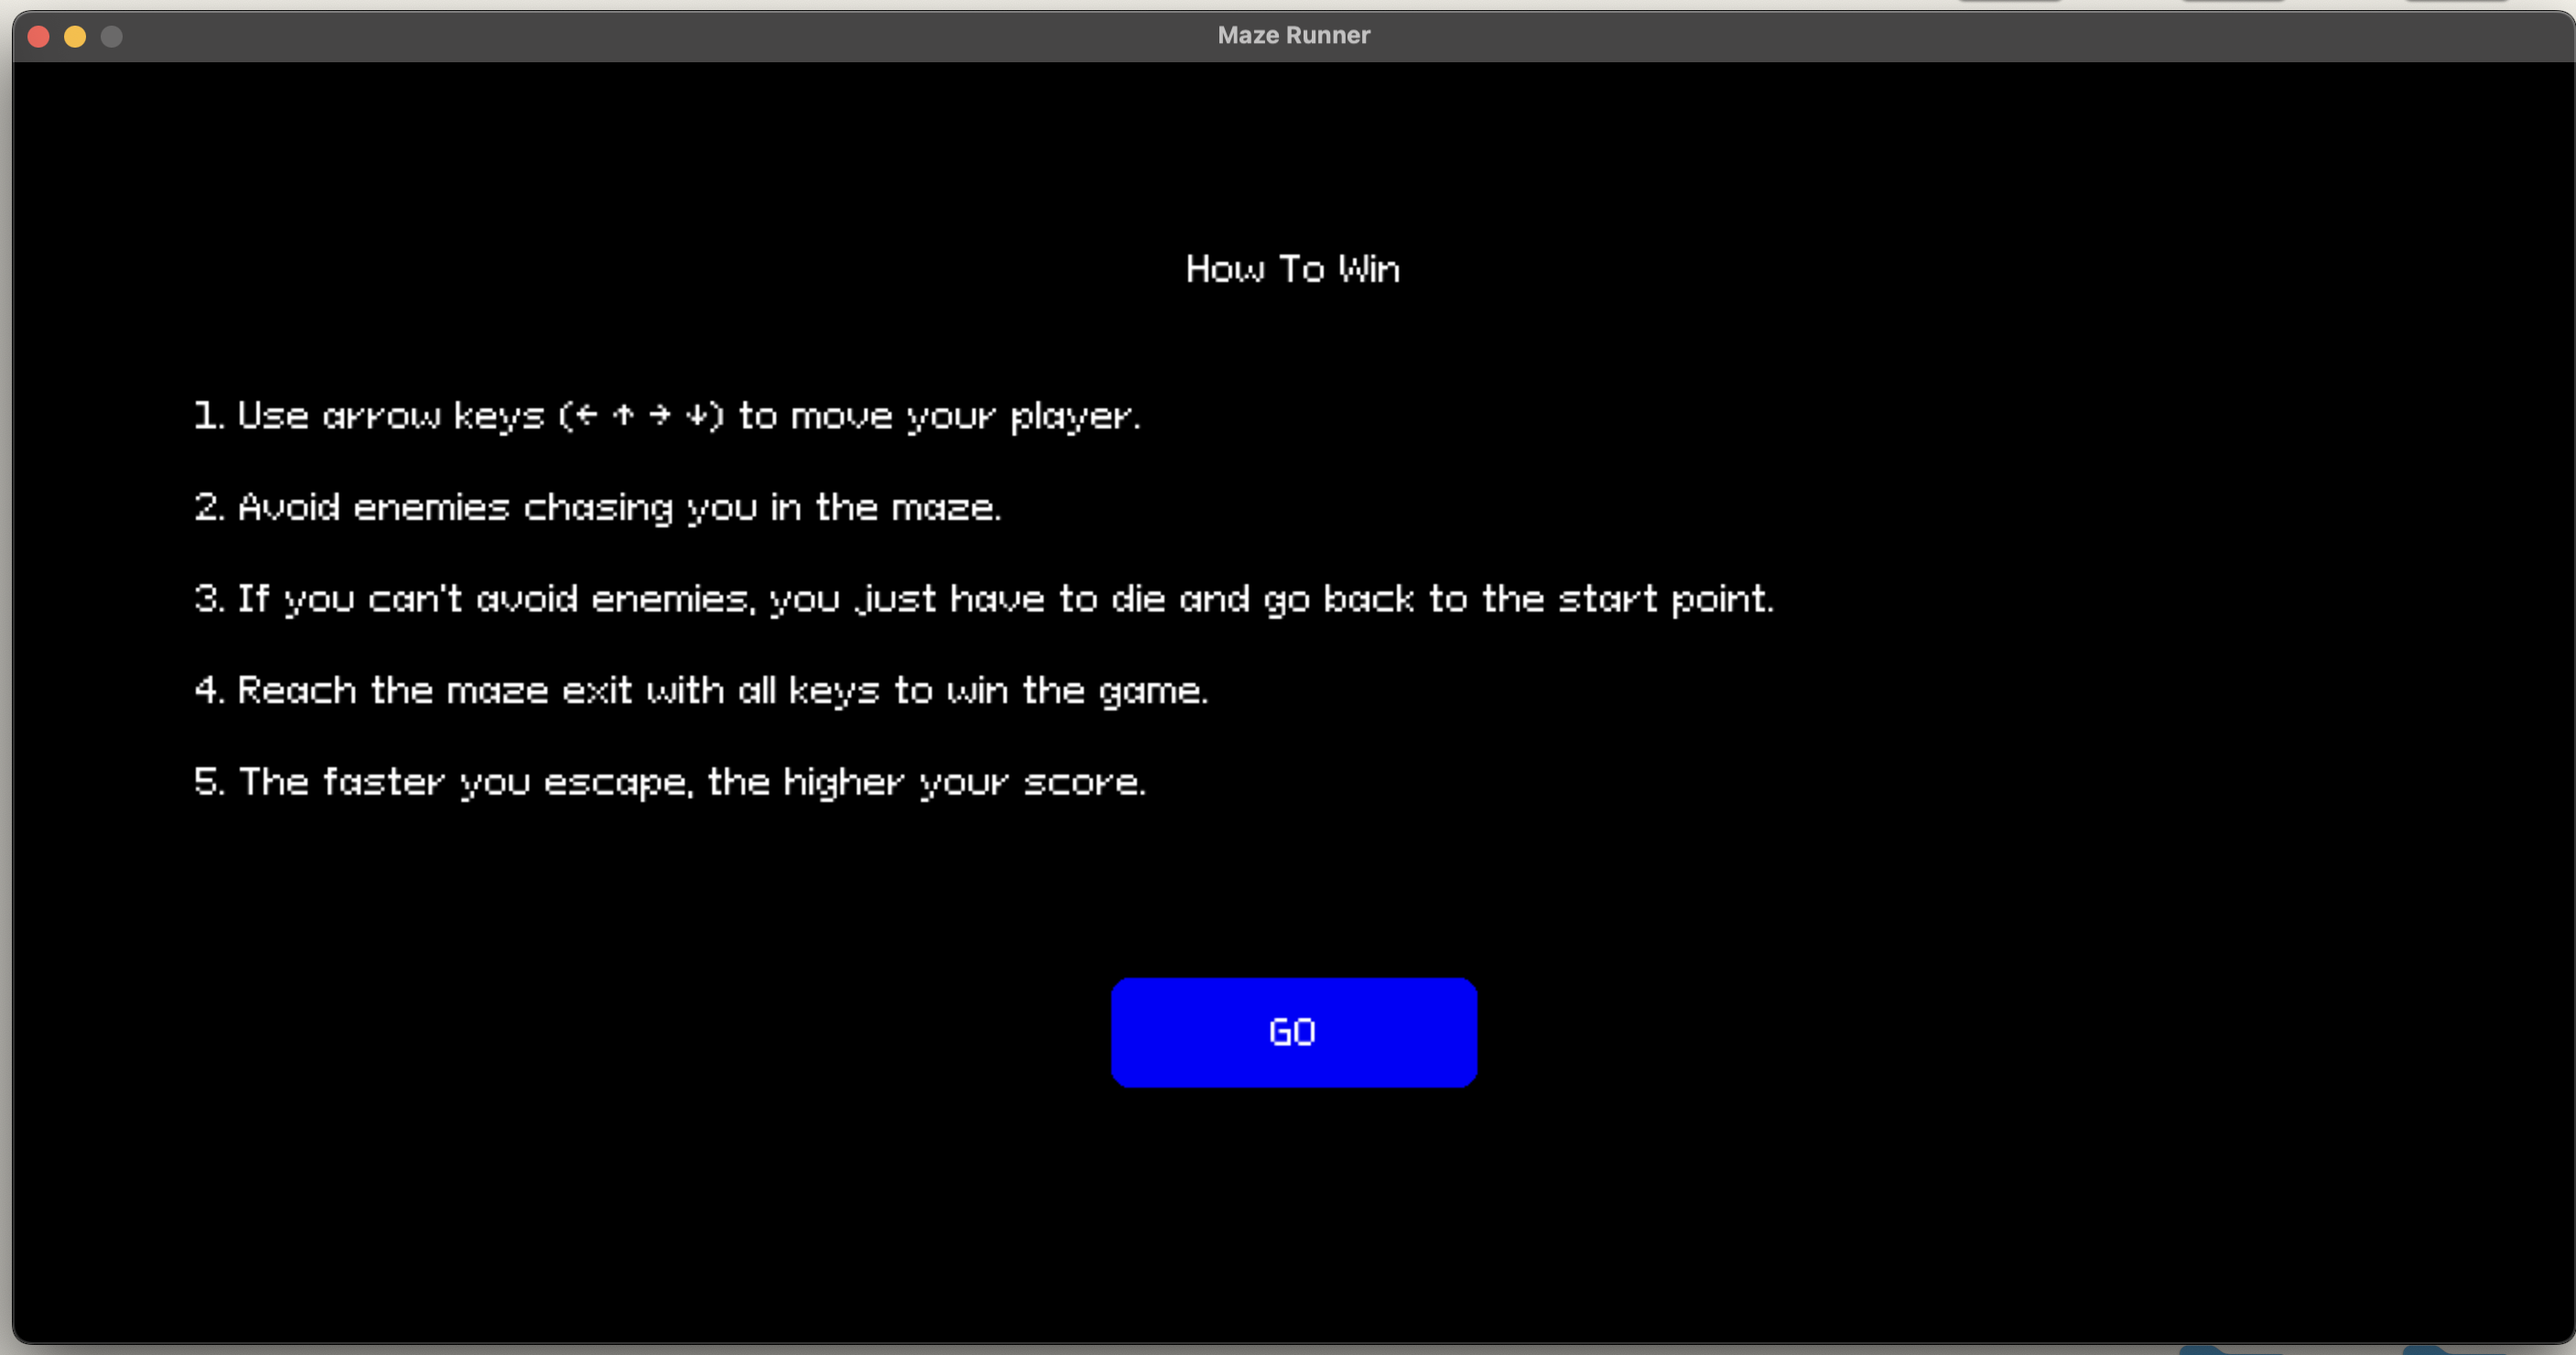 Maze Runner
How To Win
1. Use arrow keys (← ↑ → ↓) to move your player.
2. Avoid enemies chasing you in the maze.
3. If you can't avoid enemies, you just have to die and go back to the start point.
4. Reach the maze exit with all keys to win the game.
5. The faster you escape, the higher your score.
GO